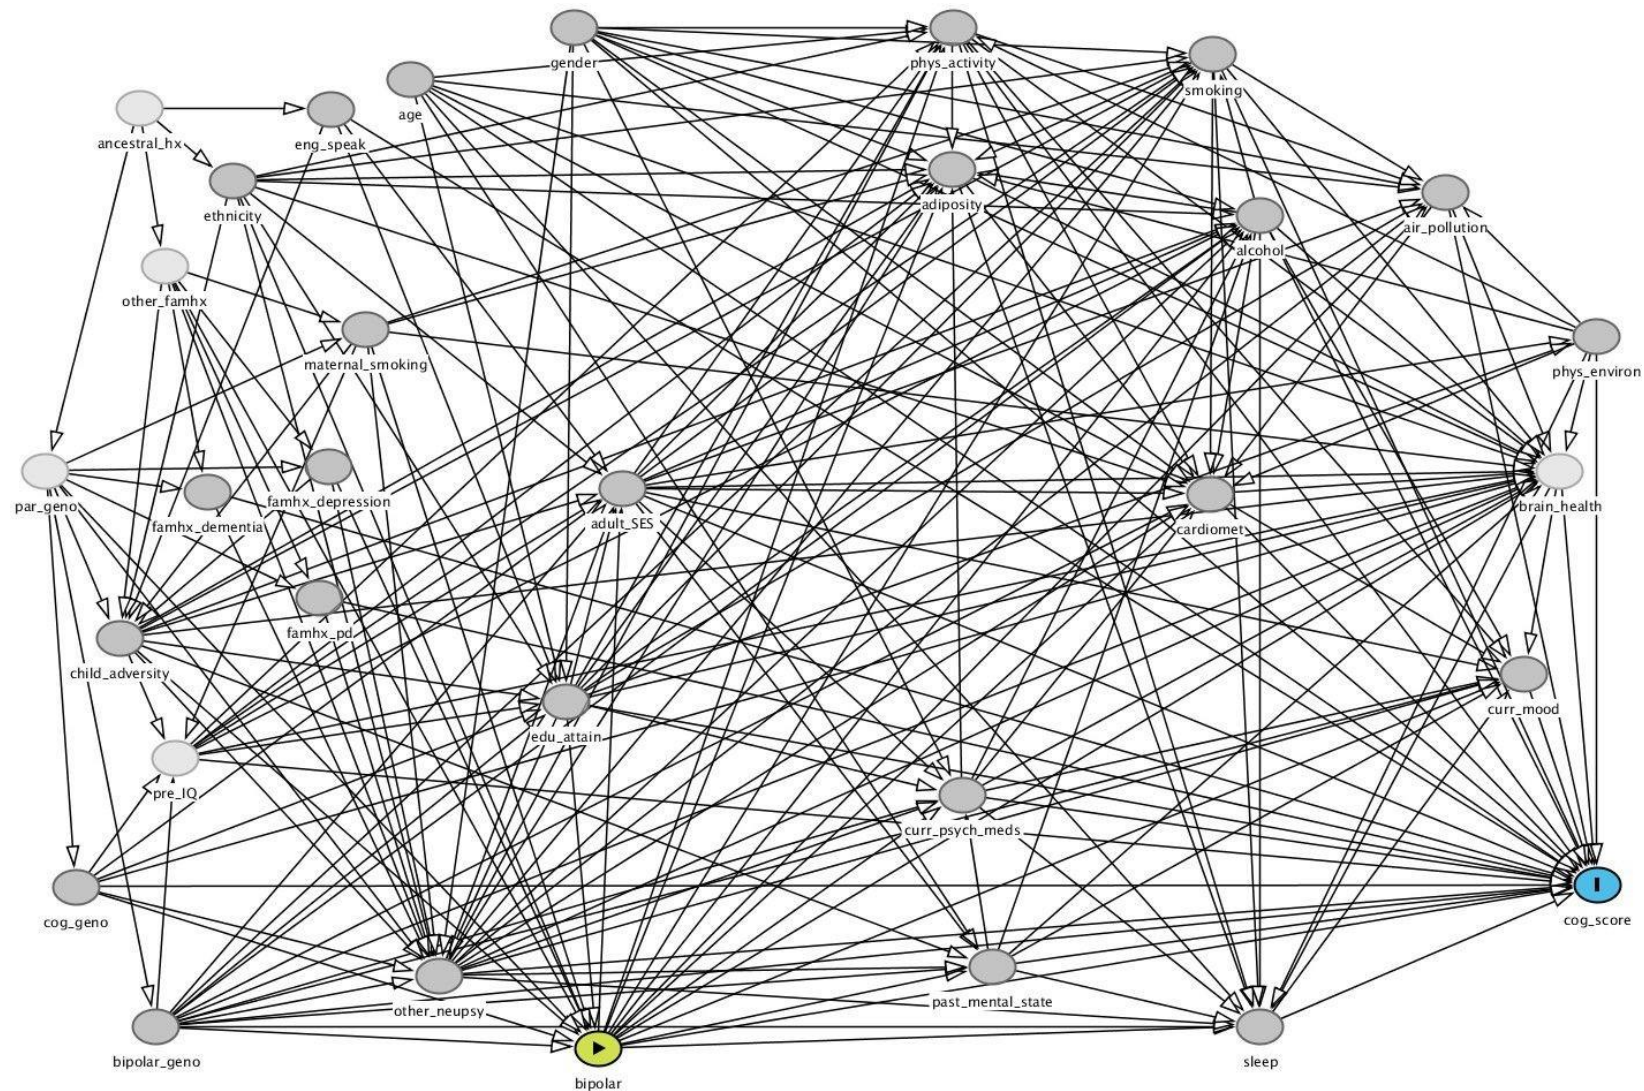 gender
phys_activity
smoking
age
ancestral_hx
eng_speak
adiposity
ethnicity
air_pollution
alcohol
other_famhx
maternal_smoking
phys_environ
famhx_depression
par_geno
brain_health
adult_SES
famhx_dementia
cardiomet
famhx_pd
child_adversity
curr_mood
edu_attain
pre_IQ
curr_psych_meds
cog_geno
cog_score
past_mental_state
other_neupsy
bipolar_geno
sleep
bipolar